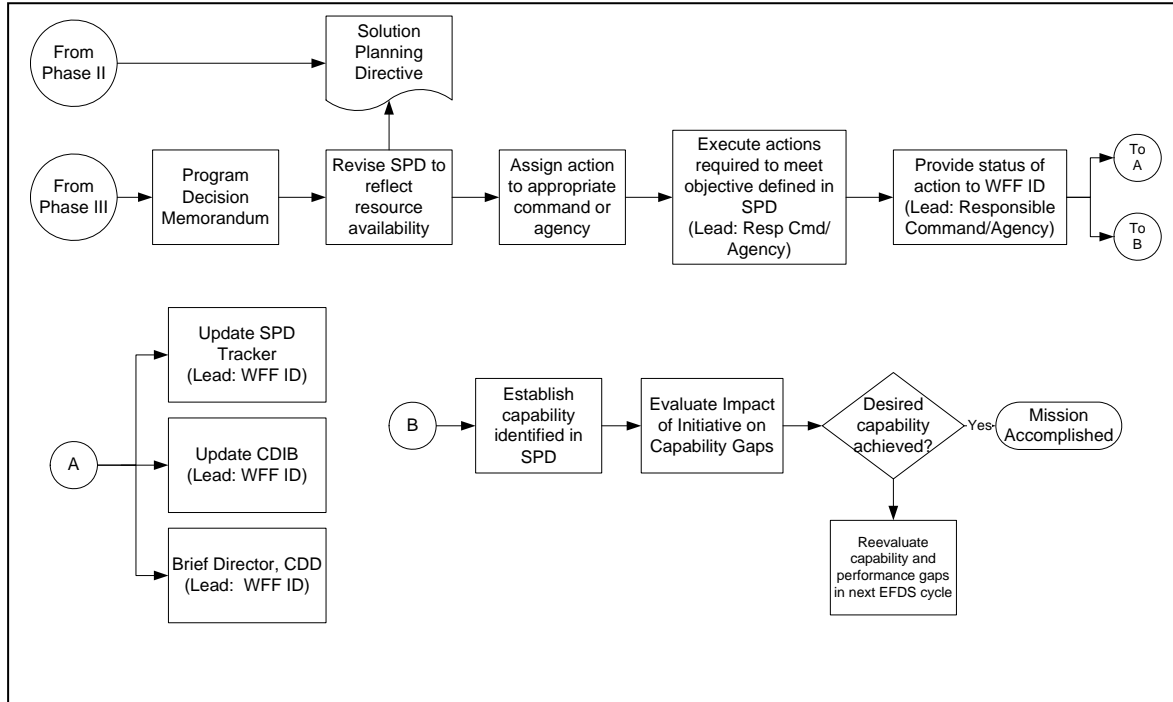 From
Phase II
Solution
Planning
Directive
From
Phase III
Program
Decision
Memorandum
Revise SPD to
reflect
resource
availability
Assign action
to appropriate
command or
agency
Execute actions
required to meet
objective defined in
SPD
(Lead: Resp Cmd/
Agency)
Provide status of
action to WFF ID
(Lead: Responsible
Command/Agency)
To
A
To
B
Update SPD
Tracker
(Lead: WFF ID)
A
Update CDIB
(Lead: WFF ID)
Brief Director, CDD
(Lead: WFF ID)
B
Establish
capability
identified in
SPD
Evaluate Impact
of Initiative on
Capability Gaps
Desired
capability
achieved?
Yes
Mission
Accomplished
Reevaluate
capability and
performance gaps
in next EFDS cycle